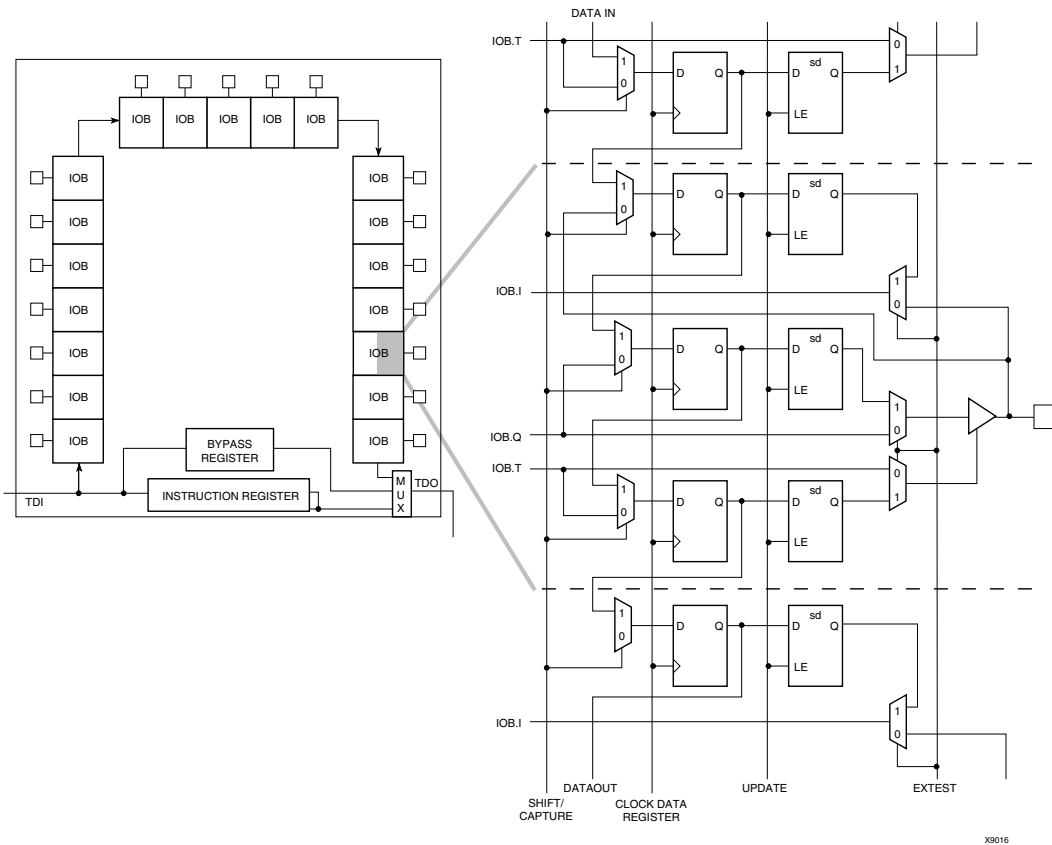 DATA IN
IOB.T
1
0
D Q
sd
D Q
LE
0
1
IOB IOB IOB IOB IOB
IOB
IOB
IOB
IOB
IOB
IOB
IOB
IOB
IOB
IOB
IOB
IOB
IOB
IOB
BYPASS
REGISTER
INSTRUCTION REGISTER
M
U
X
TDO
TDI
1
0
D Q
sd
D Q
LE
IOB.I
1
0
1
0
D Q
sd
D Q
LE
1
0
IOB.Q
IOB.T
0
1
1
0
D Q
sd
D Q
LE
1
0
D Q
sd
D Q
LE
IOB.I
1
0
SHIFT/
CAPTURE
DATAOUT
CLOCK DATA
REGISTER
UPDATE
EXTEST
X9016